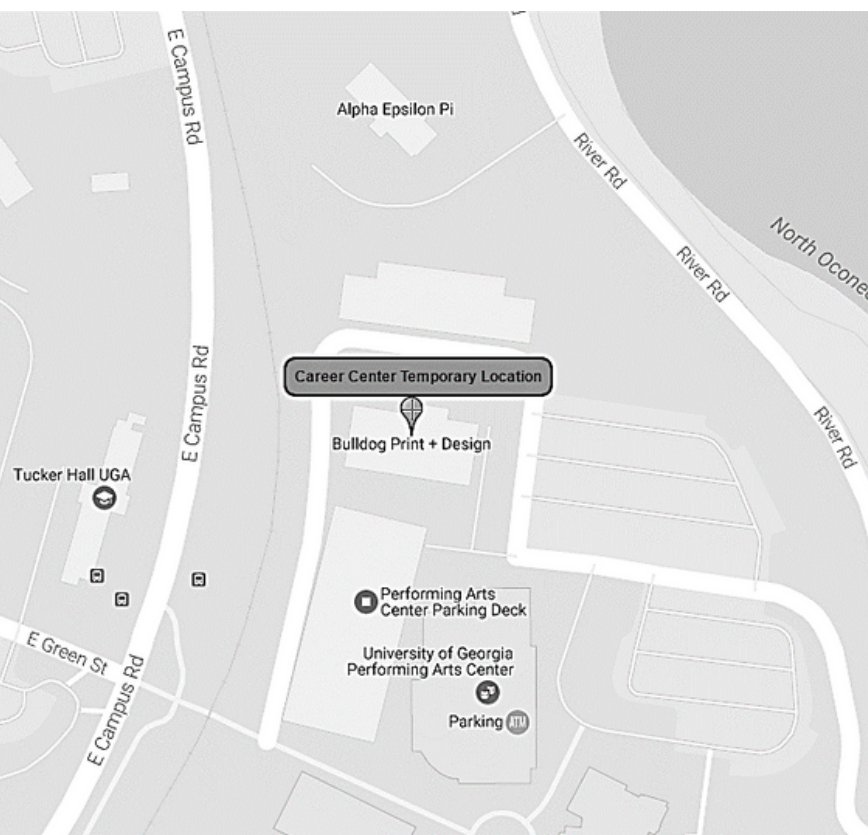 E Campus Rd
Alpha Epsilon Pi
River Rd
River Rd
North Oconee
E Campus Rd
Career Center Temporary Location
Bulldog Print + Design
River Rd
Tucker Hall UGA
Performing Arts
Center Parking Deck
E Green St
E Campus Rd
University of Georgia
Performing Arts Center
Parking
ATM